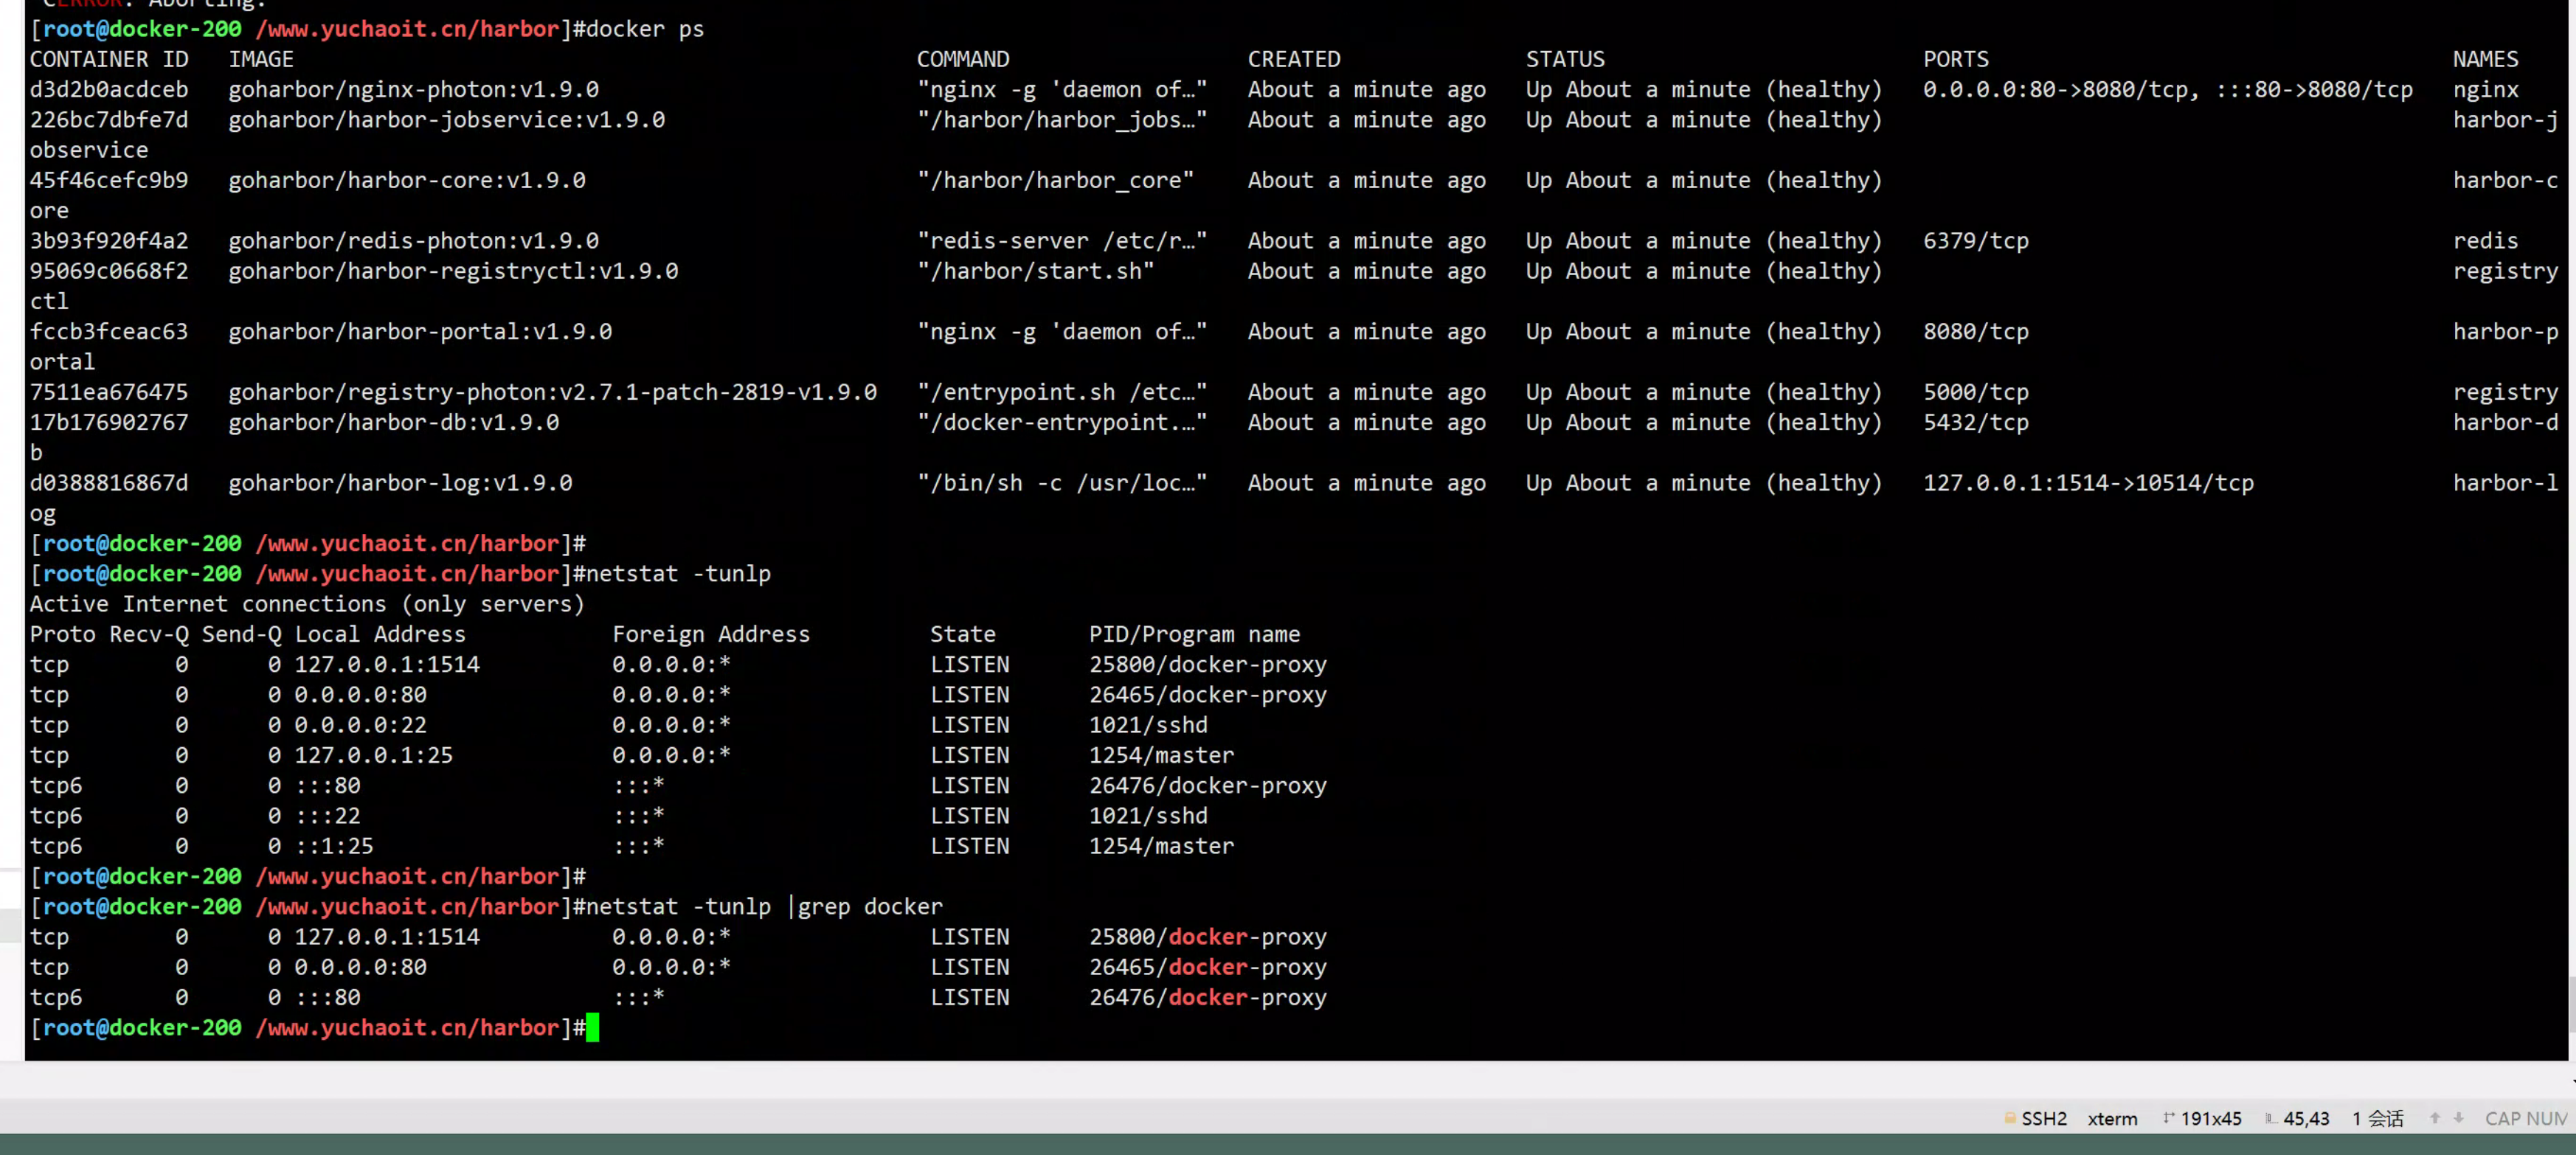 CERROR: Aborting.
[root@docker-200 /www.yuchaoit.cn/harbor]#docker ps
CONTAINER ID   IMAGE                                               COMMAND                  CREATED              STATUS                        PORTS                                   NAMES
d3d2b0acdceb   goharbor/nginx-photon:v1.9.0                        "nginx -g 'daemon of…"   About a minute ago   Up About a minute (healthy)   0.0.0.0:80->8080/tcp, :::80->8080/tcp   nginx
226bc7dbfe7d   goharbor/harbor-jobservice:v1.9.0                   "/harbor/harbor_jobs…"   About a minute ago   Up About a minute (healthy)                                           harbor-j
observice
45f46cefc9b9   goharbor/harbor-core:v1.9.0                         "/harbor/harbor_core"    About a minute ago   Up About a minute (healthy)                                           harbor-c
ore
3b93f920f4a2   goharbor/redis-photon:v1.9.0                        "redis-server /etc/r…"   About a minute ago   Up About a minute (healthy)   6379/tcp                                redis
95069c0668f2   goharbor/harbor-registryctl:v1.9.0                  "/harbor/start.sh"       About a minute ago   Up About a minute (healthy)                                           registry
ctl
fccb3fceac63   goharbor/harbor-portal:v1.9.0                       "nginx -g 'daemon of…"   About a minute ago   Up About a minute (healthy)   8080/tcp                                harbor-p
ortal
7511ea676475   goharbor/registry-photon:v2.7.1-patch-2819-v1.9.0   "/entrypoint.sh /etc…"   About a minute ago   Up About a minute (healthy)   5000/tcp                                registry
17b176902767   goharbor/harbor-db:v1.9.0                           "/docker-entrypoint.…"   About a minute ago   Up About a minute (healthy)   5432/tcp                                harbor-d
b
d0388816867d   goharbor/harbor-log:v1.9.0                          "/bin/sh -c /usr/loc…"   About a minute ago   Up About a minute (healthy)   127.0.0.1:1514->10514/tcp               harbor-l
og
[root@docker-200 /www.yuchaoit.cn/harbor]#
[root@docker-200 /www.yuchaoit.cn/harbor]#netstat -tunlp
Active Internet connections (only servers)
Proto Recv-Q Send-Q Local Address           Foreign Address         State       PID/Program name
tcp        0      0 127.0.0.1:1514          0.0.0.0:*               LISTEN      25800/docker-proxy
tcp        0      0 0.0.0.0:80              0.0.0.0:*               LISTEN      26465/docker-proxy
tcp        0      0 0.0.0.0:22              0.0.0.0:*               LISTEN      1021/sshd
tcp        0      0 127.0.0.1:25            0.0.0.0:*               LISTEN      1254/master
tcp6       0      0 :::80                   :::*                    LISTEN      26476/docker-proxy
tcp6       0      0 :::22                   :::*                    LISTEN      1021/sshd
tcp6       0      0 ::1:25                  :::*                    LISTEN      1254/master
[root@docker-200 /www.yuchaoit.cn/harbor]#
[root@docker-200 /www.yuchaoit.cn/harbor]#netstat -tunlp |grep docker
tcp        0      0 127.0.0.1:1514          0.0.0.0:*               LISTEN      25800/docker-proxy
tcp        0      0 0.0.0.0:80              0.0.0.0:*               LISTEN      26465/docker-proxy
tcp6       0      0 :::80                   :::*                    LISTEN      26476/docker-proxy
[root@docker-200 /www.yuchaoit.cn/harbor]#
SSH2 xterm 191x45 45,43 1 会话 CAP NUM